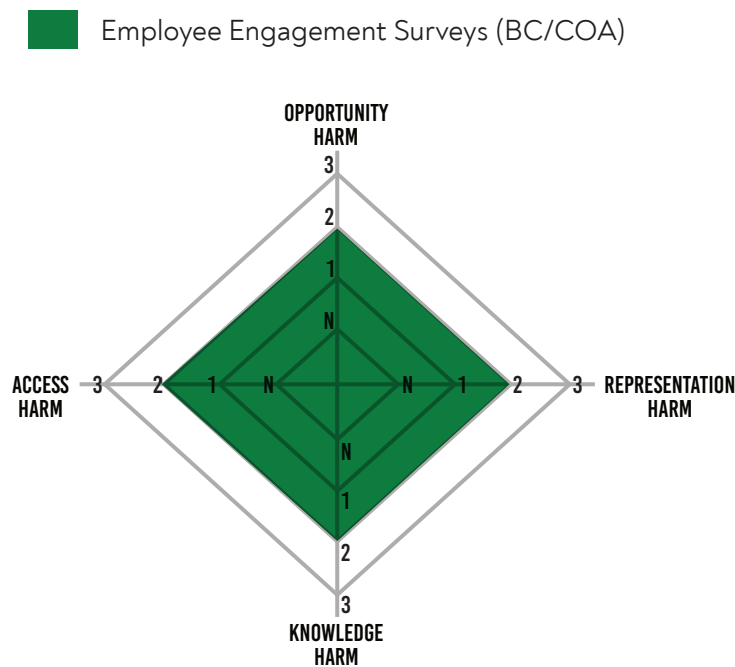 Employee Engagement Surveys (BC/COA)
OPPORTUNITY
HARM
3
2
1
N
ACCESS
HARM
3 2 1 N N 1 2 3
REPRESENTATION
HARM
N
1
2
3
KNOWLEDGE
HARM